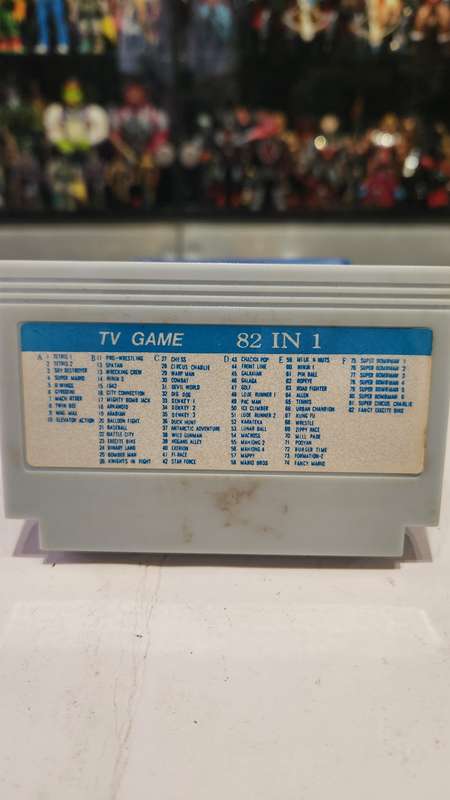 TV GAME 82 IN 1
A 1 TETRIS 1
2 TETRIS 2
3 SKY DESTROYER
4 SUPER MARIO
5 B-WINGS
6 GYRODINE
7 MACH RIDER
8 TWIN BEE
9 NINJ-MAX
10 ELEVATOR ACTION
B 11 PRO-WRESTLING
12 SPARTAN
13 WRECKING CREW
14 NINJA 3
15 1942
16 CITY CONNECTION
17 MIGHTY BOMB JACK
18 ARKANOID
19 ARABIAN
20 BALLOON FIGHT
21 BASEBALL
22 BATTLE CITY
23 EXCITE BIKE
24 BINARY LAND
25 BOMBER MAN
26 KNIGHTS IN FIGHT
C 27 CHESS
28 CIRCUS CHARLIE
29 WARP MAN
30 COMBAT
31 DEVIL WORLD
32 DIG DOG
33 DENKEY 1
34 DENKEY 2
35 DENKEY 3
36 DUCK HUNT
37 ANTARCTIC ADVENTURE
38 WILD GUNMAN
39 HOGANS ALLEY
40 EXERION
41 F1-RACE
42 STAR FORCE
D 43 CHACKN POP
44 FRONT LINE
45 GALAXIAN
46 GALAGA
47 GOLF
48 LODE RUNNER 1
49 PAC MAN
50 ICE CLIMBER
51 LODE RUNNER 2
52 KARATEKA
53 LUNAR BALL
54 MACROSS
55 MAHJONG 2
56 MAHJONG 4
57 MAPPY
58 MARIO BROS
E 59 MILK N NUTS
60 NINJA 1
61 PIN BALL
62 POPEYE
63 ROAD FIGHTER
64 ALLEN
65 TENNIS
66 URBAN CHAMPION
67 KUNG FU
68 WRESTLE
69 ZIPPY RACE
70 MILL PADE
71 POOYAN
72 BURGER TIME
73 FORMATION-Z
74 FANCY MARIO
F 75 SUPER BOMBMAN 1
76 SUPER BOMBMAN 2
77 SUPER BOMBMAN 3
78 SUPER BOMBMAN 4
79 SUPER BOMBMAN 5
80 SUPER BOMBMAN 6
81 SUPER CIRCUS CHARLIE
82 FANCY EXCITE BIKE